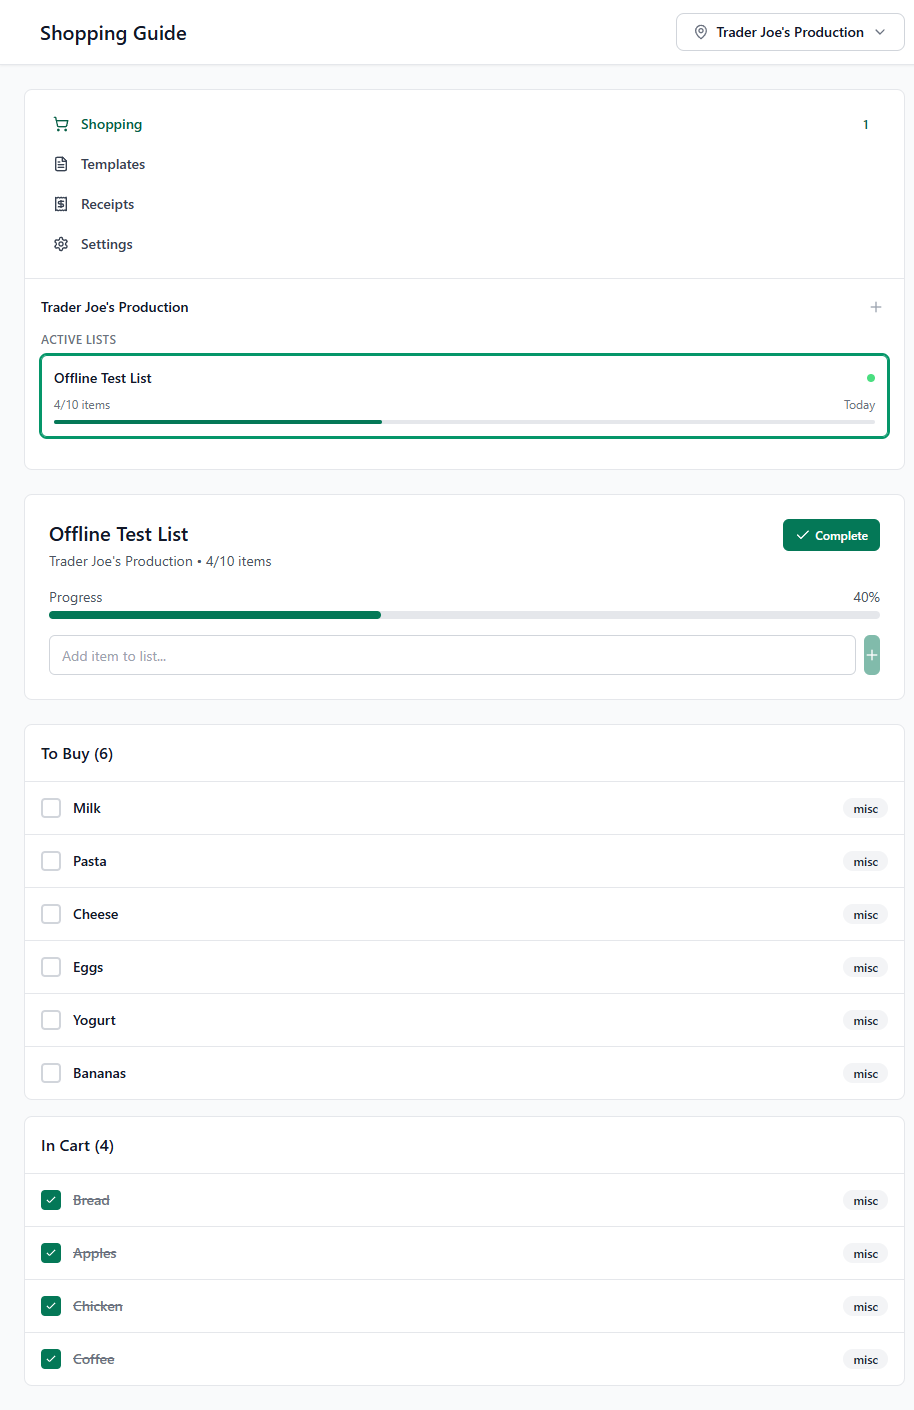 Shopping Guide
Trader Joe's Production
Shopping 1
Templates
Receipts
Settings
Trader Joe's Production
ACTIVE LISTS
Offline Test List
4/10 items Today
Offline Test List
Complete
Trader Joe's Production • 4/10 items
Progress 40%
Add item to list...
To Buy (6)
Milk misc
Pasta misc
Cheese misc
Eggs misc
Yogurt misc
Bananas misc
In Cart (4)
Bread misc
Apples misc
Chicken misc
Coffee misc